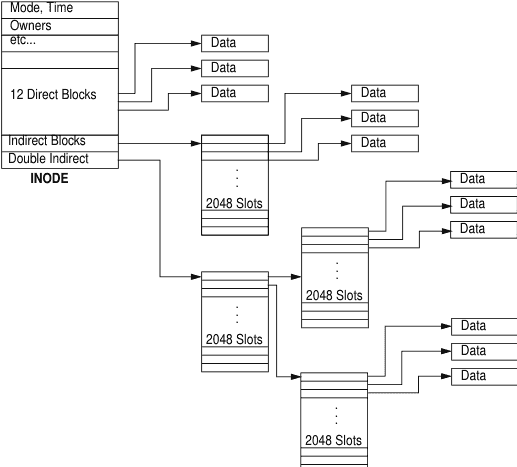 Mode, Time
Owners
etc...
Data
Data
12 Direct Blocks
Data
Data
Data
Indirect Blocks
Data
Double Indirect
INODE
Data
2048 Slots
Data
Data
2048 Slots
2048 Slots
Data
Data
Data
2048 Slots